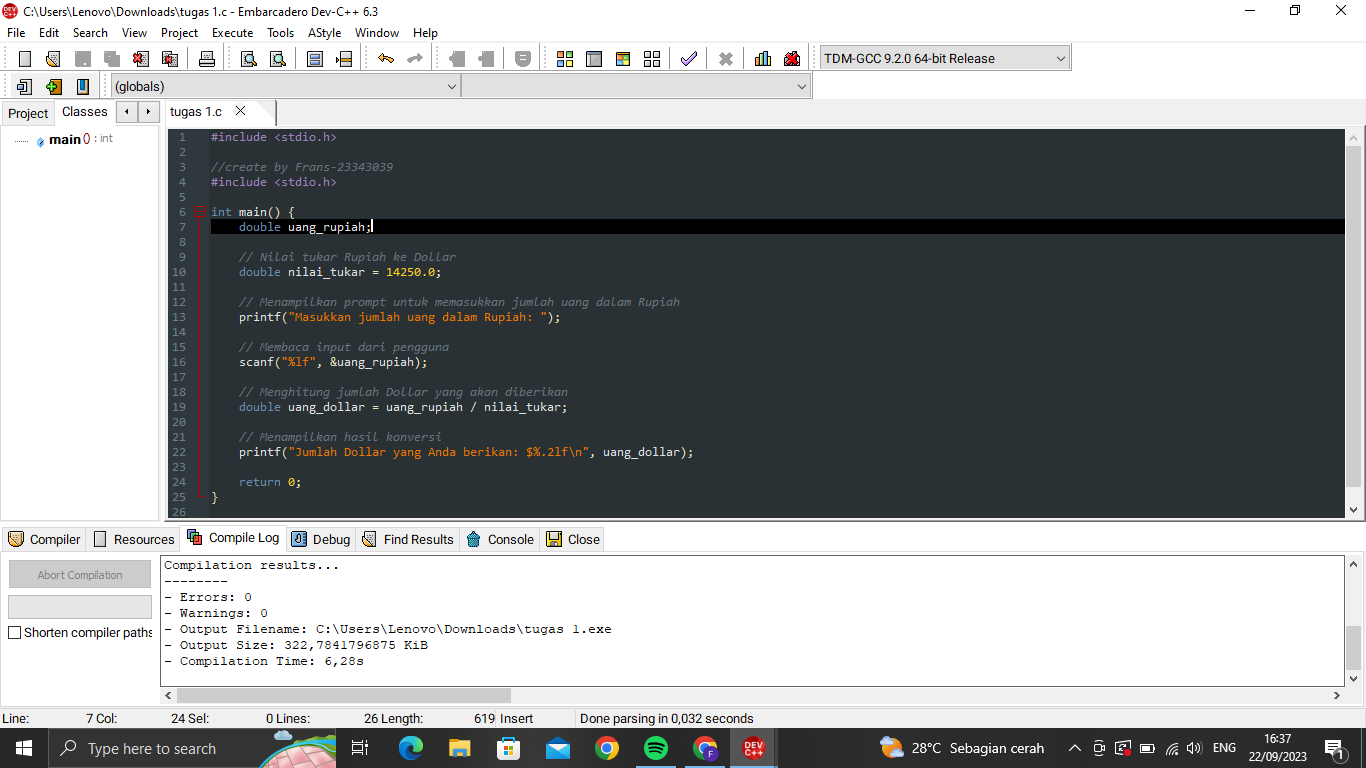 C:\Users\Lenovo\Downloads\tugas 1.c - Embarcadero Dev-C++ 6.3
File Edit Search View Project Execute Tools AStyle Window Help
TDM-GCC 9.2.0 64-bit Release
(globals)
Project Classes
tugas 1.c
main () : int
1 #include <stdio.h>
2
3 //create by Frans-23343039
4 #include <stdio.h>
5
6 int main() {
7 double uang_rupiah;
8
9 // Nilai tukar Rupiah ke Dollar
10 double nilai_tukar = 14250.0;
11
12 // Menampilkan prompt untuk memasukkan jumlah uang dalam Rupiah
13 printf("Masukkan jumlah uang dalam Rupiah: ");
14
15 // Membaca input dari pengguna
16 scanf("%lf", &uang_rupiah);
17
18 // Menghitung jumlah Dollar yang akan diberikan
19 double uang_dollar = uang_rupiah / nilai_tukar;
20
21 // Menampilkan hasil konversi
22 printf("Jumlah Dollar yang Anda berikan: $%.2lf\n", uang_dollar);
23
24 return 0;
25 }
26
Compiler Resources Compile Log Debug Find Results Console Close
Abort Compilation
Shorten compiler paths
Compilation results...
--------
- Errors: 0
- Warnings: 0
- Output Filename: C:\Users\Lenovo\Downloads\tugas 1.exe
- Output Size: 322,7841796875 KiB
- Compilation Time: 6,28s
Line: 7 Col: 24 Sel: 0 Lines: 26 Length: 619 Insert Done parsing in 0,032 seconds
Type here to search
28°C Sebagian cerah
ENG
16:37
22/09/2023
1
DEV C++
F